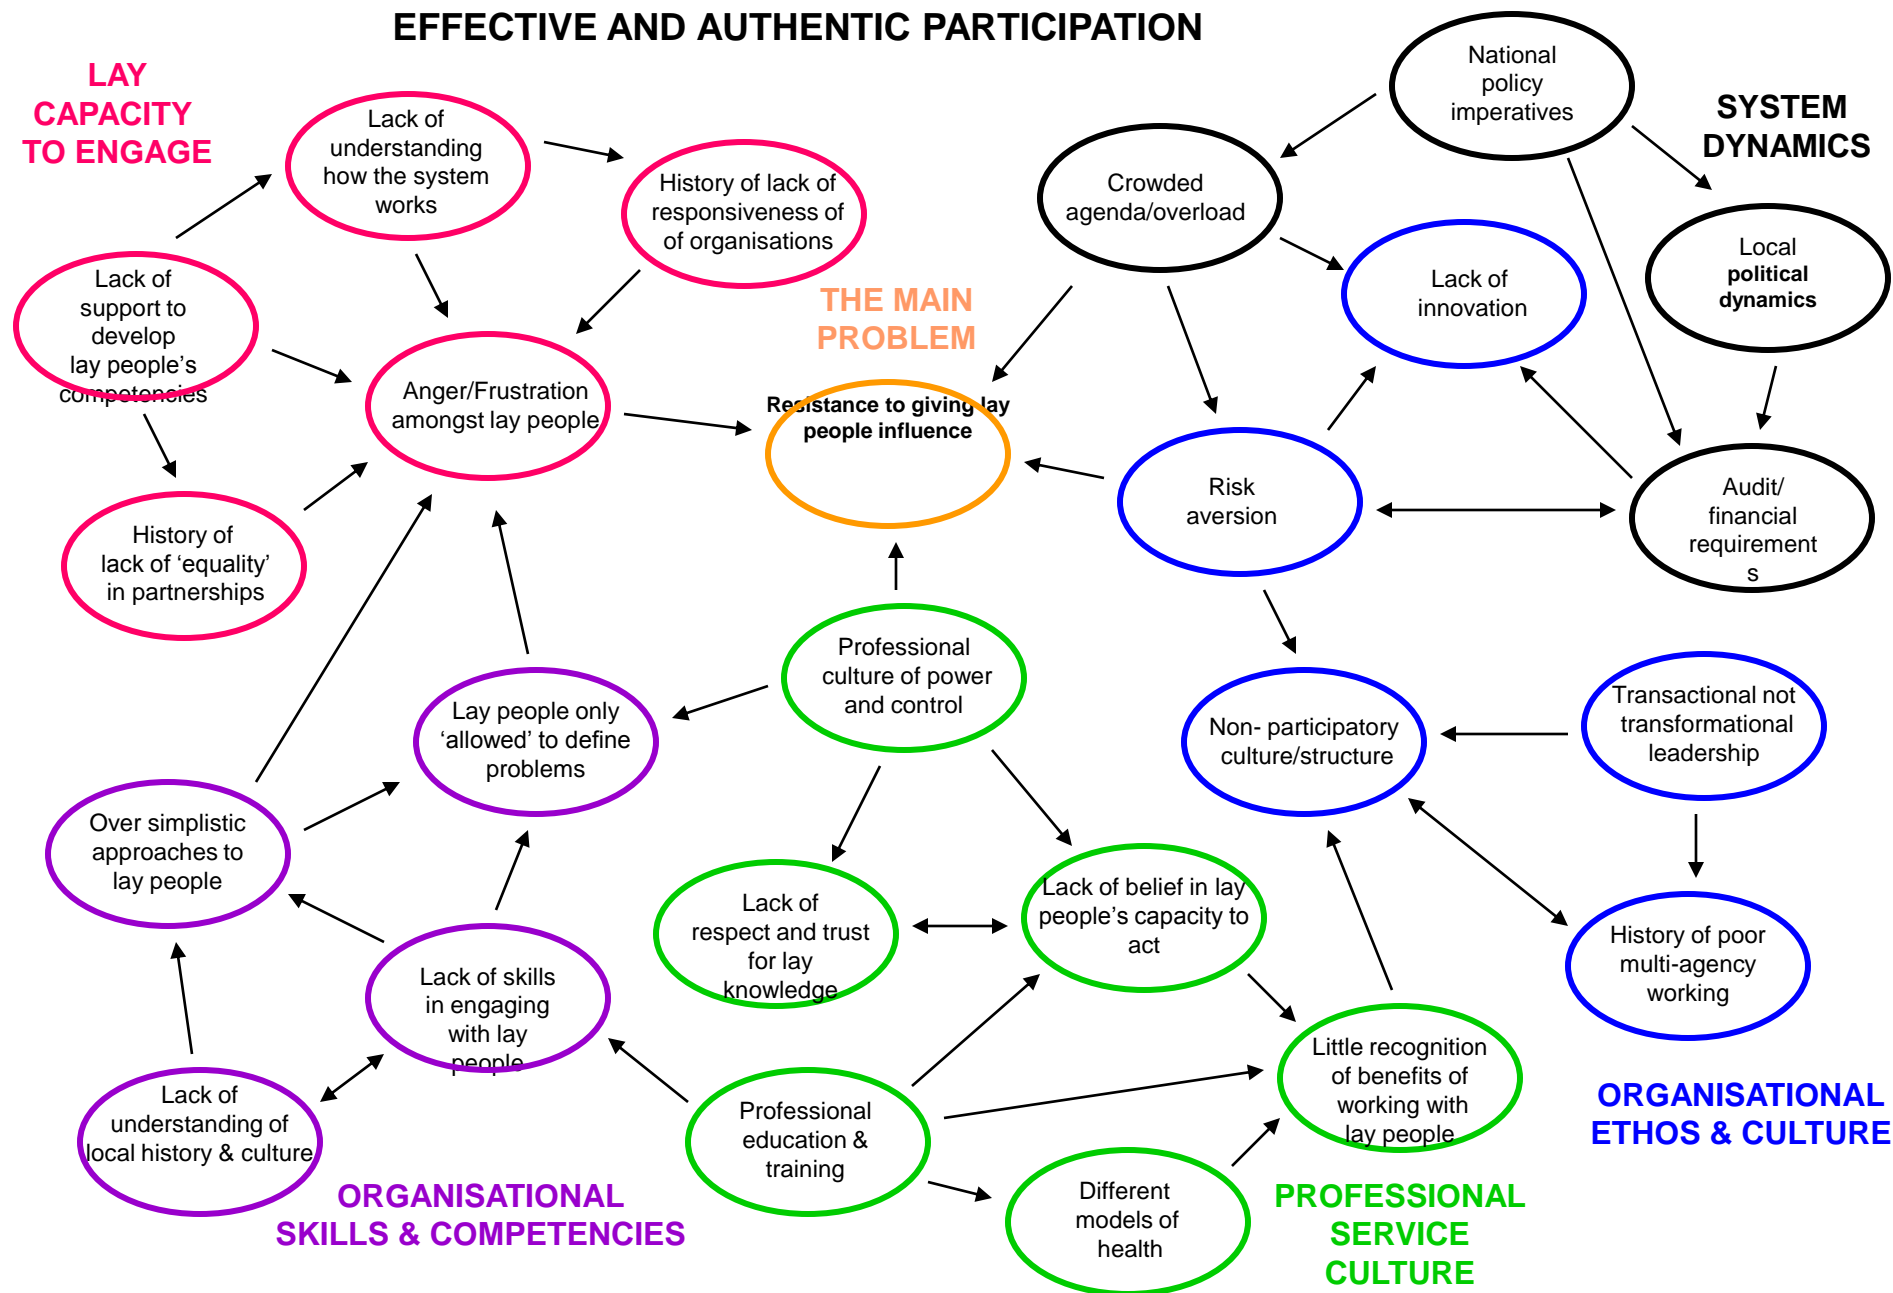 EFFECTIVE AND AUTHENTIC PARTICIPATION
LAY
CAPACITY
TO ENGAGE
Lack of
understanding
how the system
works
History of lack of
responsiveness of
of organisations
Lack of
support to
develop
lay people's
competencies
Anger/Frustration
amongst lay people
History of
lack of 'equality'
in partnerships
THE MAIN
PROBLEM
Resistance to giving lay
people influence
National
policy
imperatives
SYSTEM
DYNAMICS
Crowded
agenda/overload
Local
political
dynamics
Lack of
innovation
Risk
aversion
Audit/
financial
requirement
s
Professional
culture of power
and control
Lay people only
'allowed' to define
problems
Non- participatory
culture/structure
Transactional not
transformational
leadership
Over simplistic
approaches to
lay people
Lack of
respect and trust
for lay
knowledge
Lack of belief in lay
people's capacity to
act
History of poor
multi-agency
working
Lack of skills
in engaging
with lay
people
Lack of
understanding of
local history & culture
Professional
education &
training
Little recognition
of benefits of
working with
lay people
Different
models of
health
ORGANISATIONAL
ETHOS & CULTURE
ORGANISATIONAL
SKILLS & COMPETENCIES
PROFESSIONAL
SERVICE
CULTURE